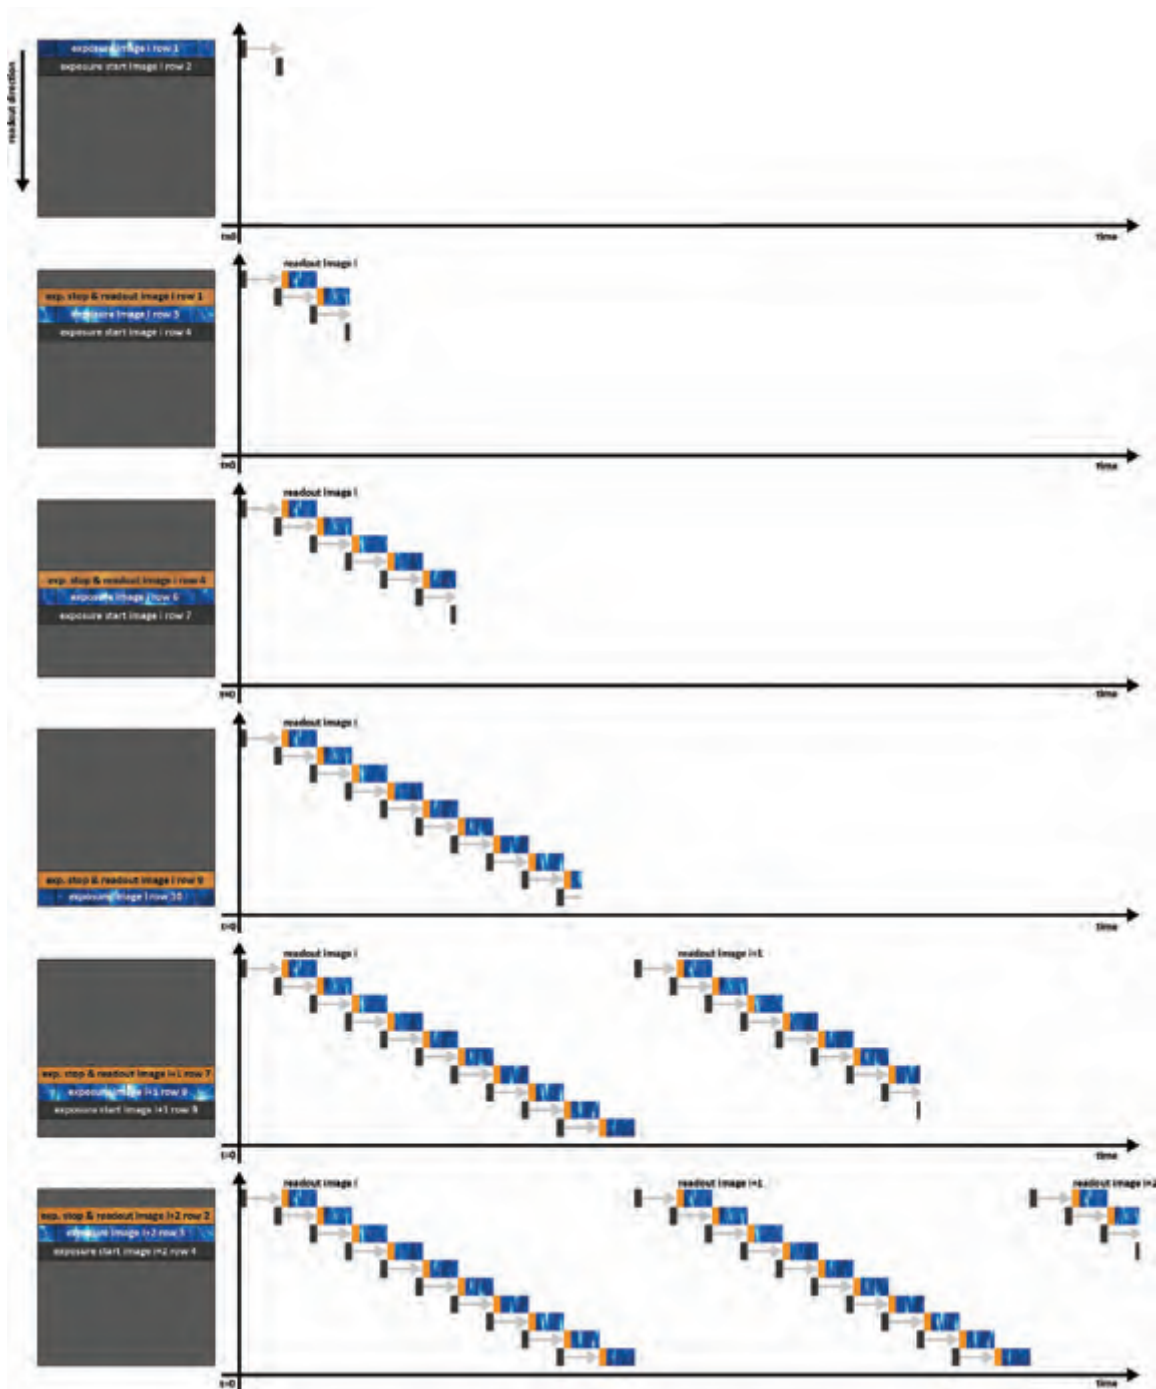 readout direction
exposure image i row 1
exposure start image i row 2
t=0
time
readout image i
exp. stop & readout image i row 1
exposure image i row 3
exposure start image i row 4
t=0
time
readout image i
exp. stop & readout image i row 4
exposure image i row 6
exposure start image i row 7
t=0
time
readout image i
exp. stop & readout image i row 9
exposure image i row 10
t=0
time
readout image i
readout image i+1
exp. stop & readout image i+1 row 7
exposure image i+1 row
exposure start image i+1 row
t=0
time
readout image i
readout image i+1
readout image i+2
exp. stop & readout image i+2 row 2
exposure image i+2 row 3
exposure start image i+2 row 4
t=0
time